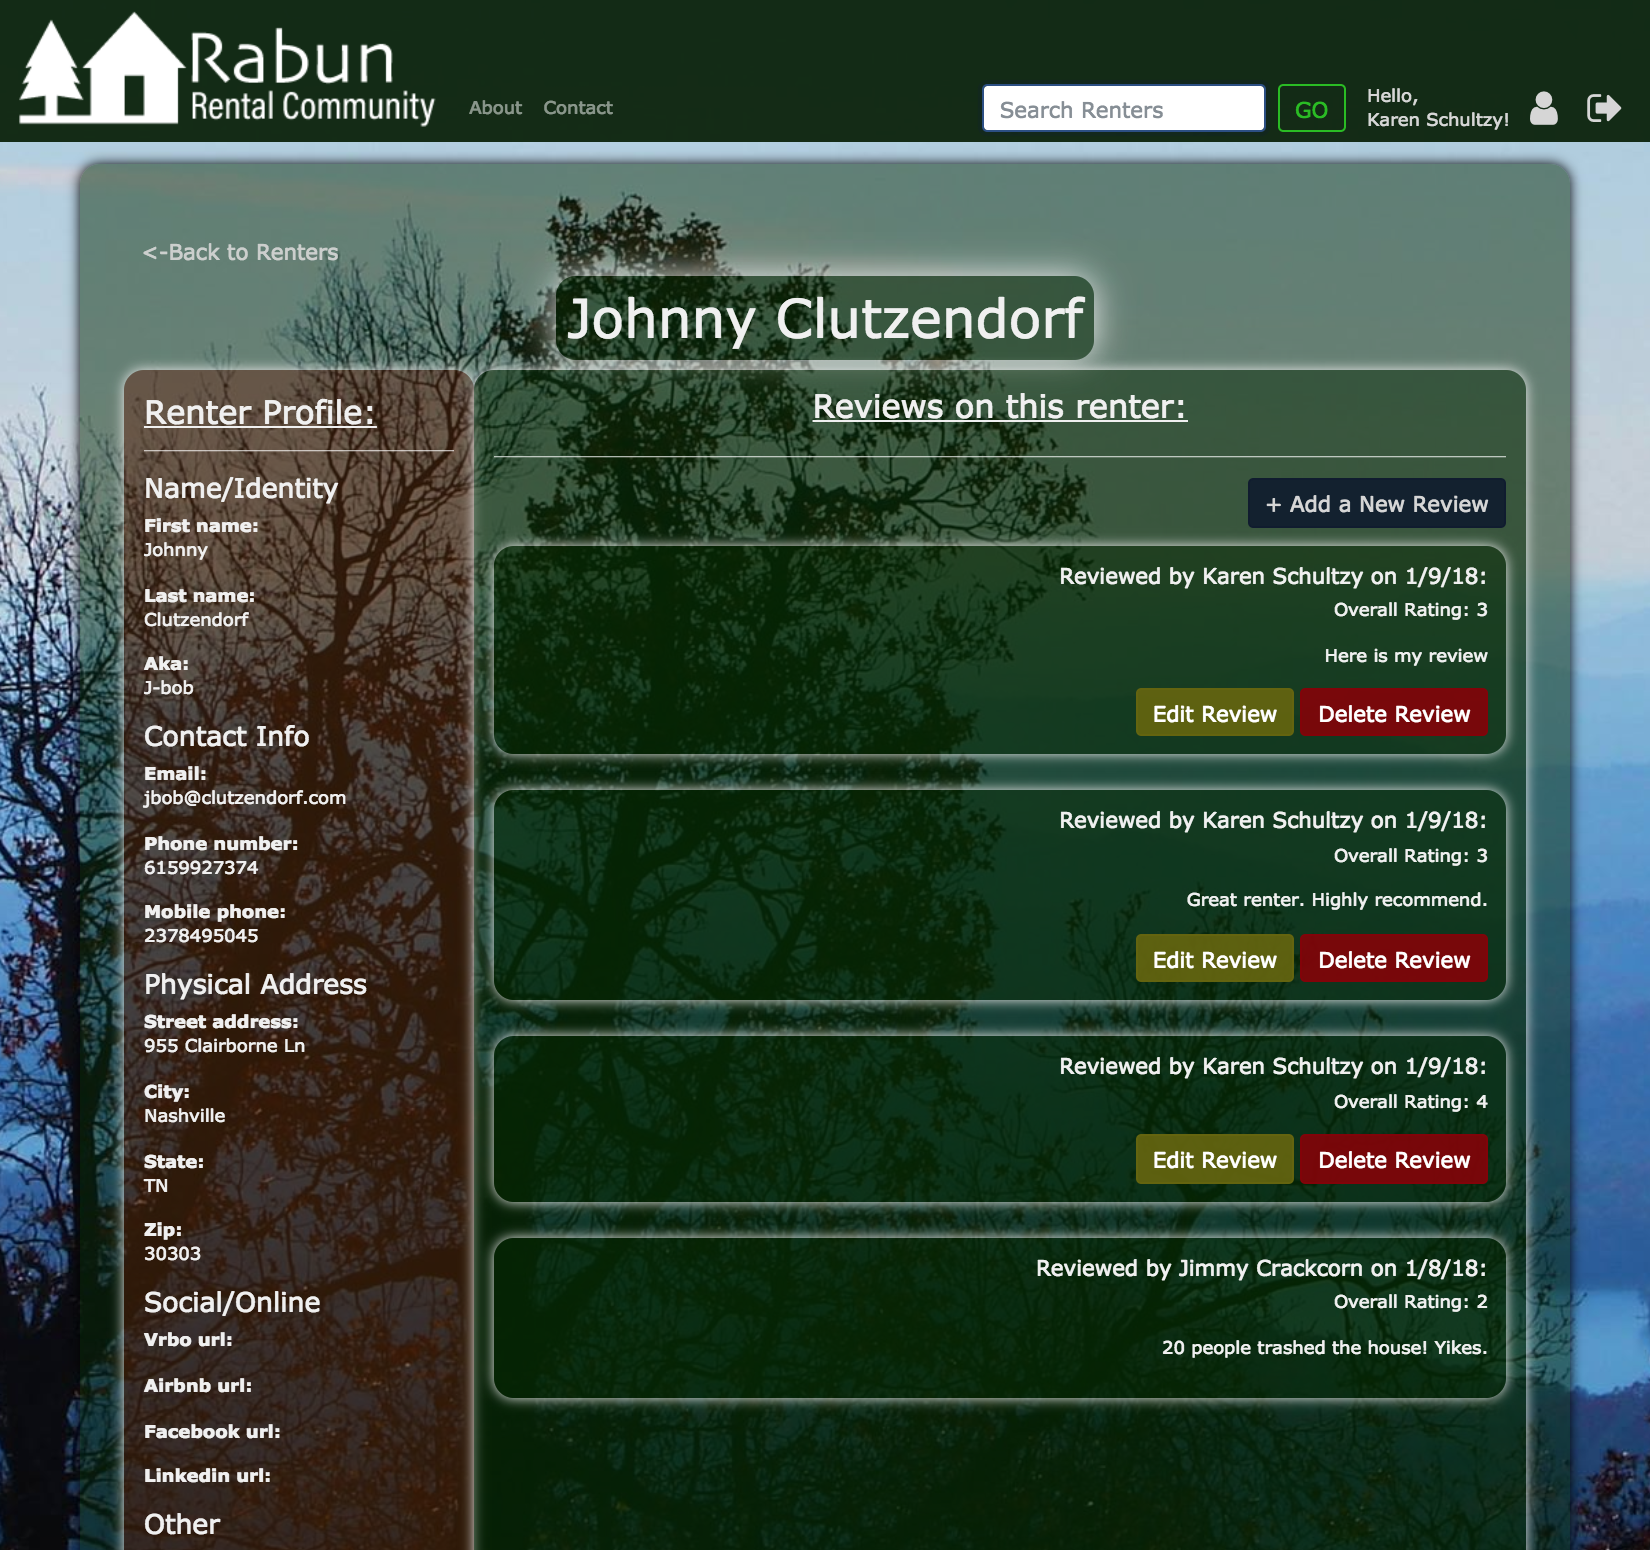 Rabun
Rental Community
About
Contact
Search Renters
GO
Hello,
Karen Schultzy!
<-Back to Renters
Johnny Clutzendorf
Renter Profile:
Name/Identity
First name:
Johnny
Last name:
Clutzendorf
Aka:
J-bob
Contact Info
Email:
jbob@clutzendorf.com
Phone number:
6159927374
Mobile phone:
2378495045
Physical Address
Street address:
955 Clairborne Ln
City:
Nashville
State:
TN
Zip:
30303
Social/Online
Vrbo url:
Airbnb url:
Facebook url:
Linkedin url:
Other
Reviews on this renter:
+ Add a New Review
Reviewed by Karen Schultzy on 1/9/18:
Overall Rating: 3
Here is my review
Edit Review
Delete Review
Reviewed by Karen Schultzy on 1/9/18:
Overall Rating: 3
Great renter. Highly recommend.
Edit Review
Delete Review
Reviewed by Karen Schultzy on 1/9/18:
Overall Rating: 4
Edit Review
Delete Review
Reviewed by Jimmy Crackcorn on 1/8/18:
Overall Rating: 2
20 people trashed the house! Yikes.